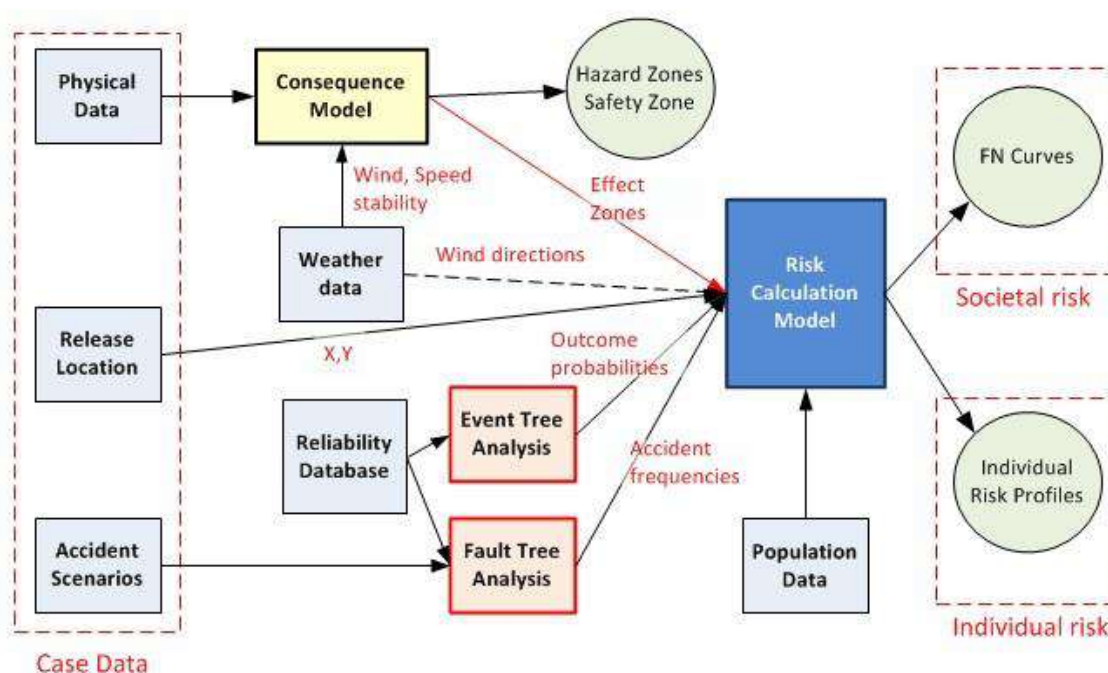 Physical
Data
Consequence
Model
Hazard Zones
Safety Zone
FN Curves
Wind, Speed
stability
Effect
Zones
Weather
data
Wind directions
Risk
Calculation
Model
Societal risk
Release
Location
X,Y
Outcome
probabilities
Reliability
Database
Event Tree
Analysis
Accident
frequencies
Individual
Risk Profiles
Accident
Scenarios
Fault Tree
Analysis
Population
Data
Individual risk
Case Data